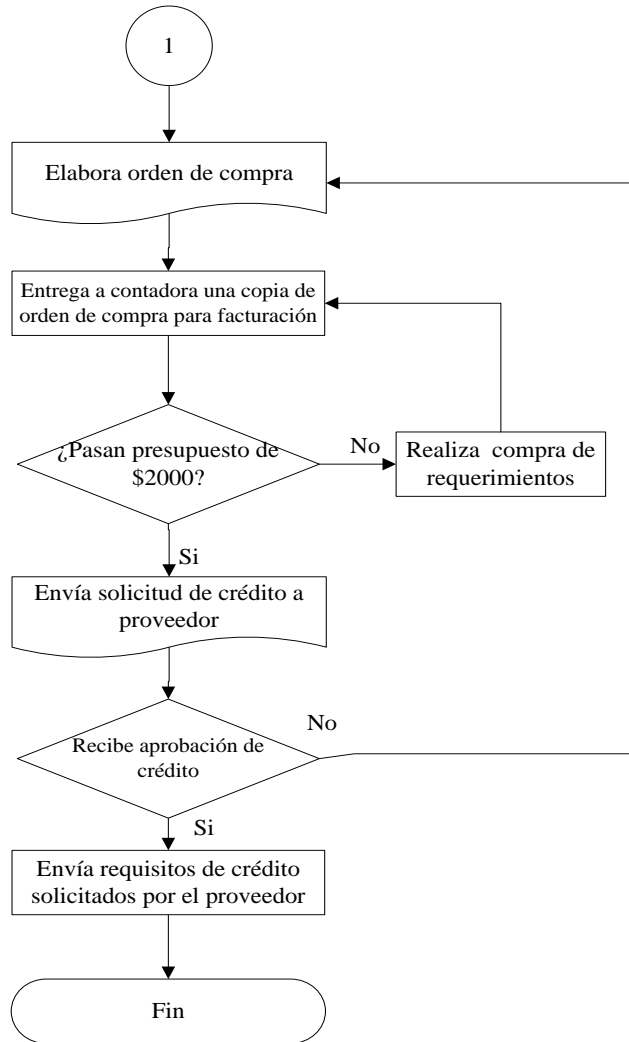 1
Elabora orden de compra
Entrega a contadora una copia de
orden de compra para facturación
¿Pasan presupuesto de
$2000?
No
Realiza compra de
requerimientos
Si
Envía solicitud de crédito a
proveedor
Recibe aprobación de
crédito
No
Si
Envía requisitos de crédito
solicitados por el proveedor
Fin